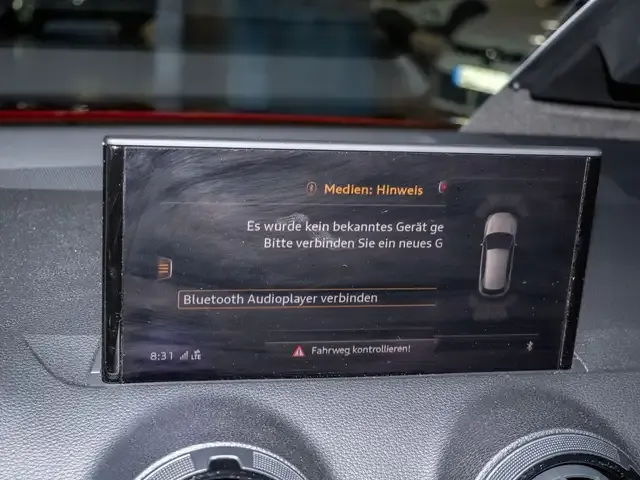 Medien: Hinweis
Es wurde kein bekanntes Gerät ge
Bitte verbinden Sie ein neues G
Bluetooth Audioplayer verbinden
8:31 LTE
Fahrweg kontrollieren!